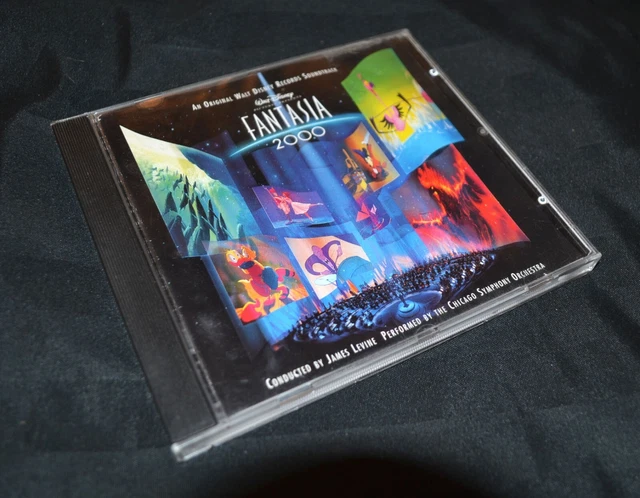 AN ORIGINAL WALT DISNEY RECORDS SOUNDTRACK
Walt Disney
FANTASIA
2000
CONDUCTED BY JAMES LEVINE PERFORMED BY THE CHICAGO SYMPHONY ORCHESTRA